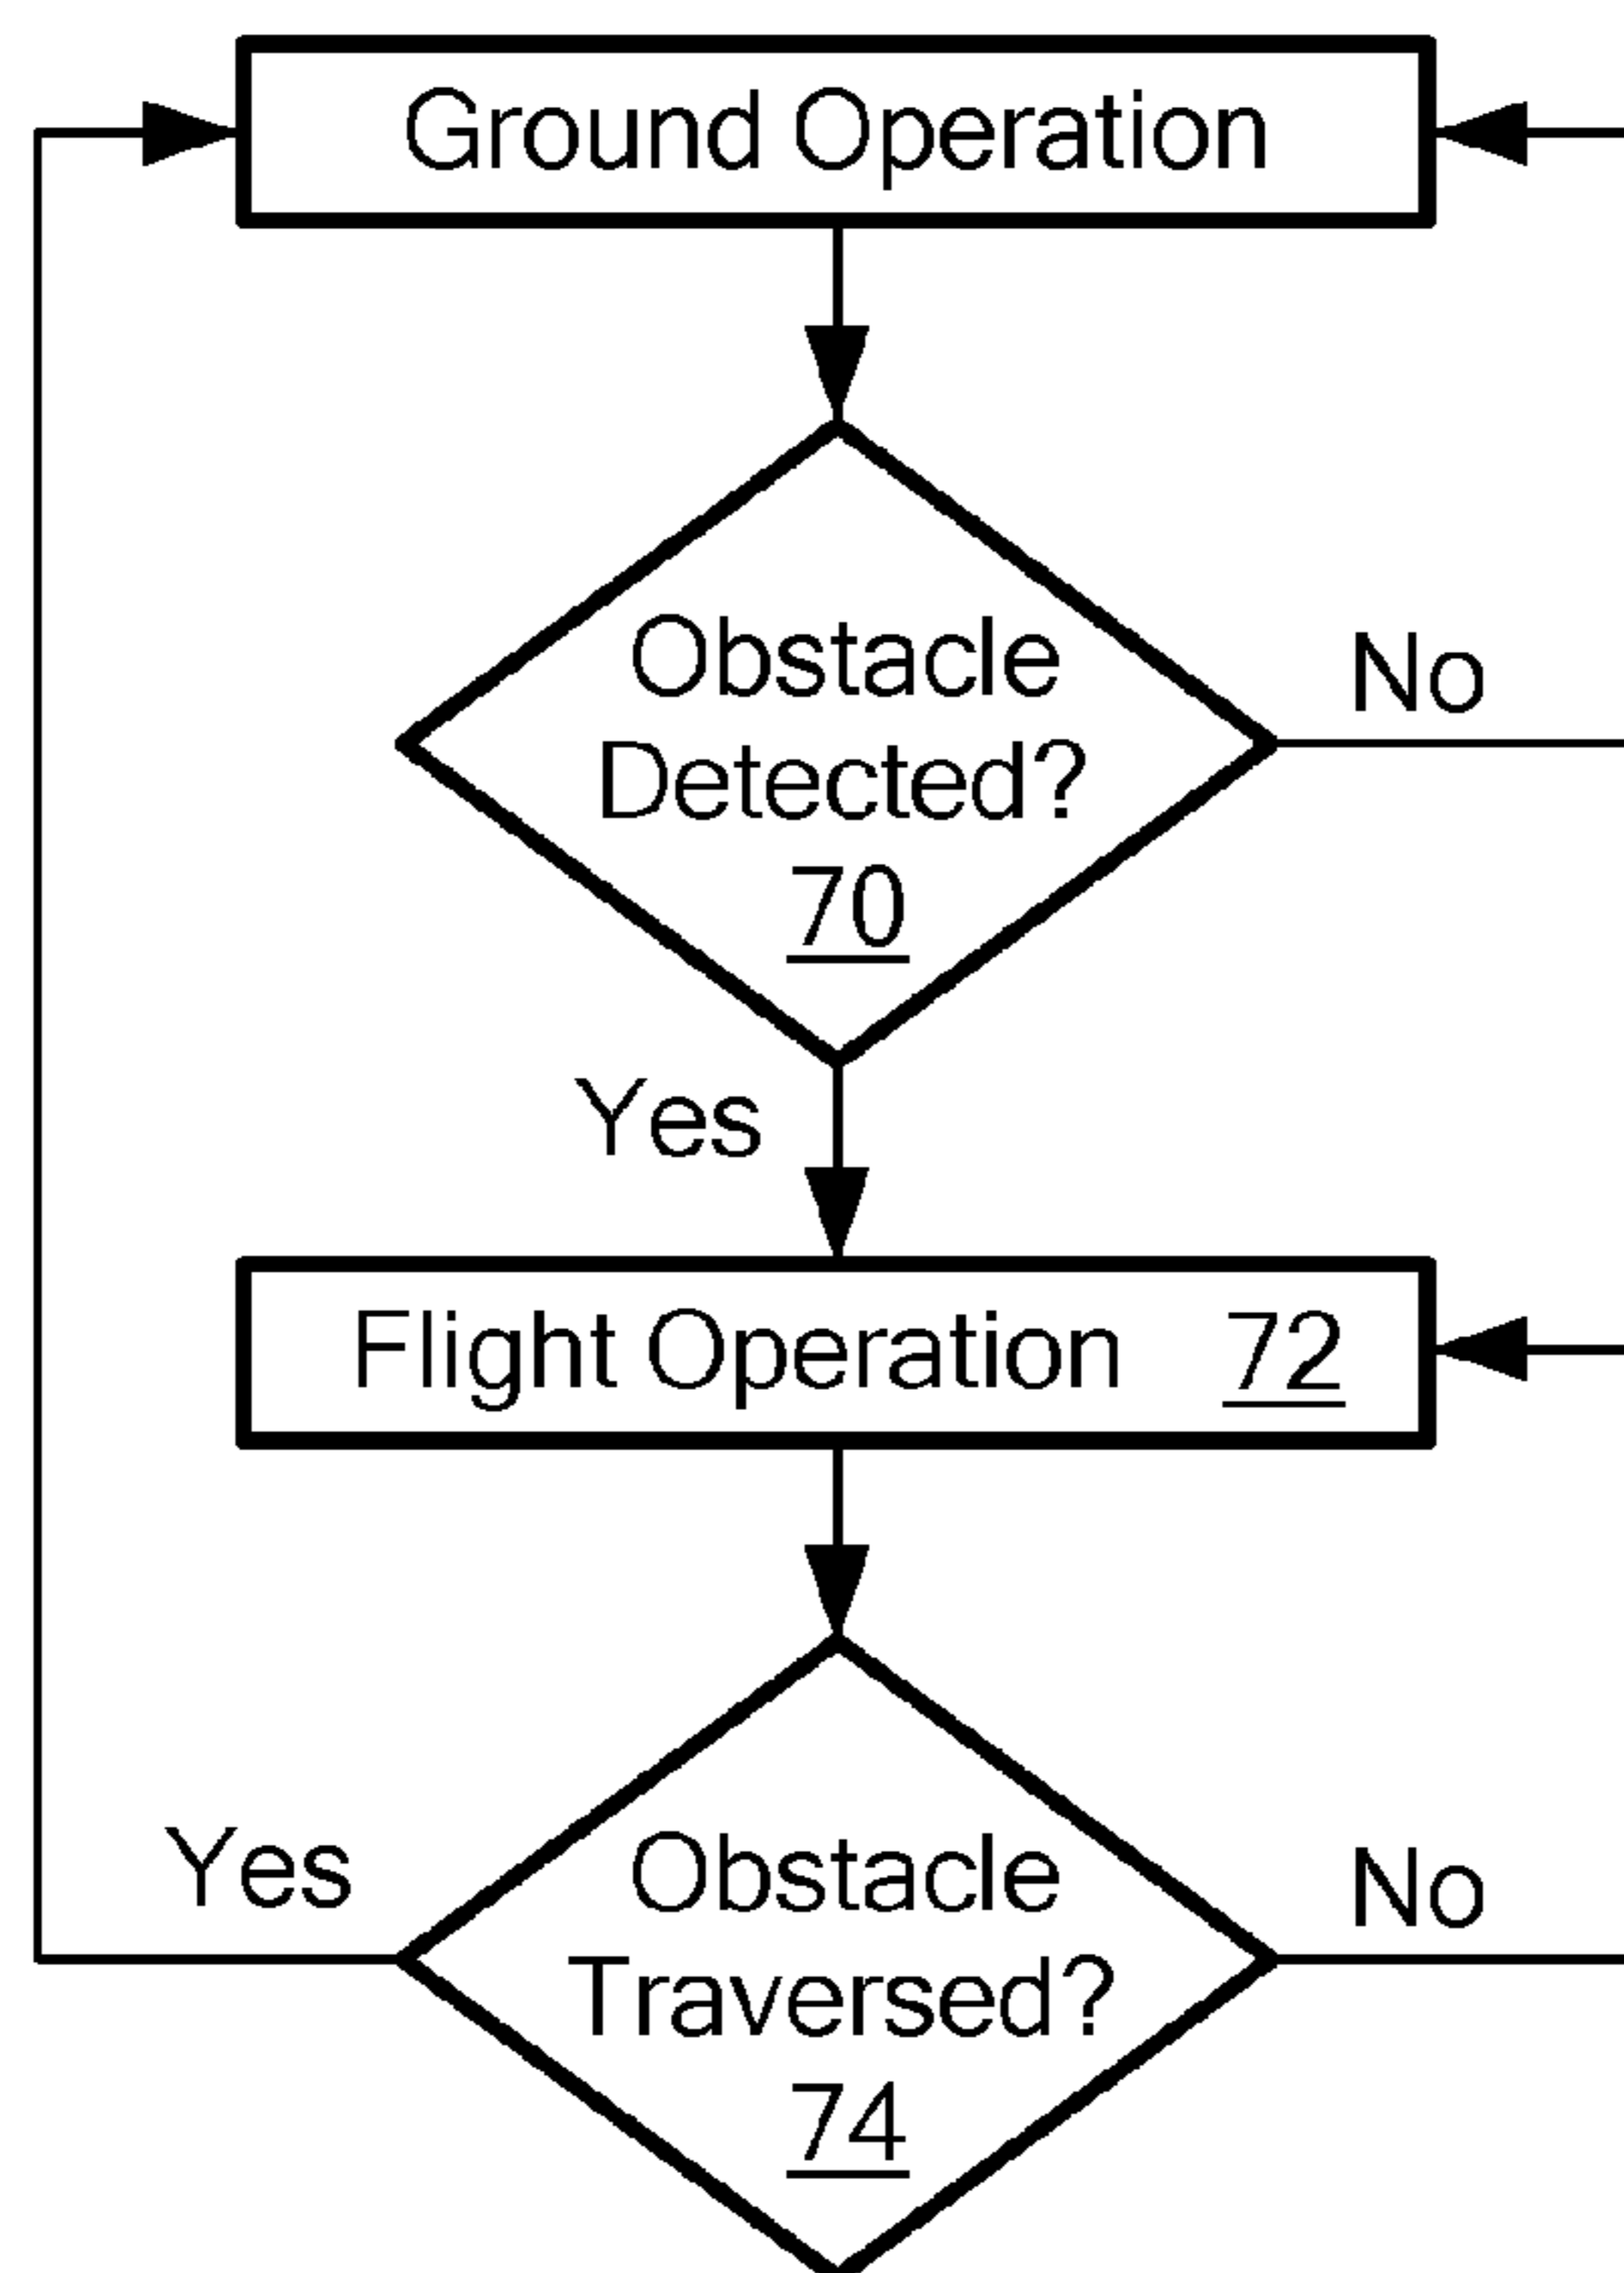 Ground Operation
Obstacle
Detected?
70
No
Yes
Flight Operation 72
Obstacle
Traversed?
74
Yes
No